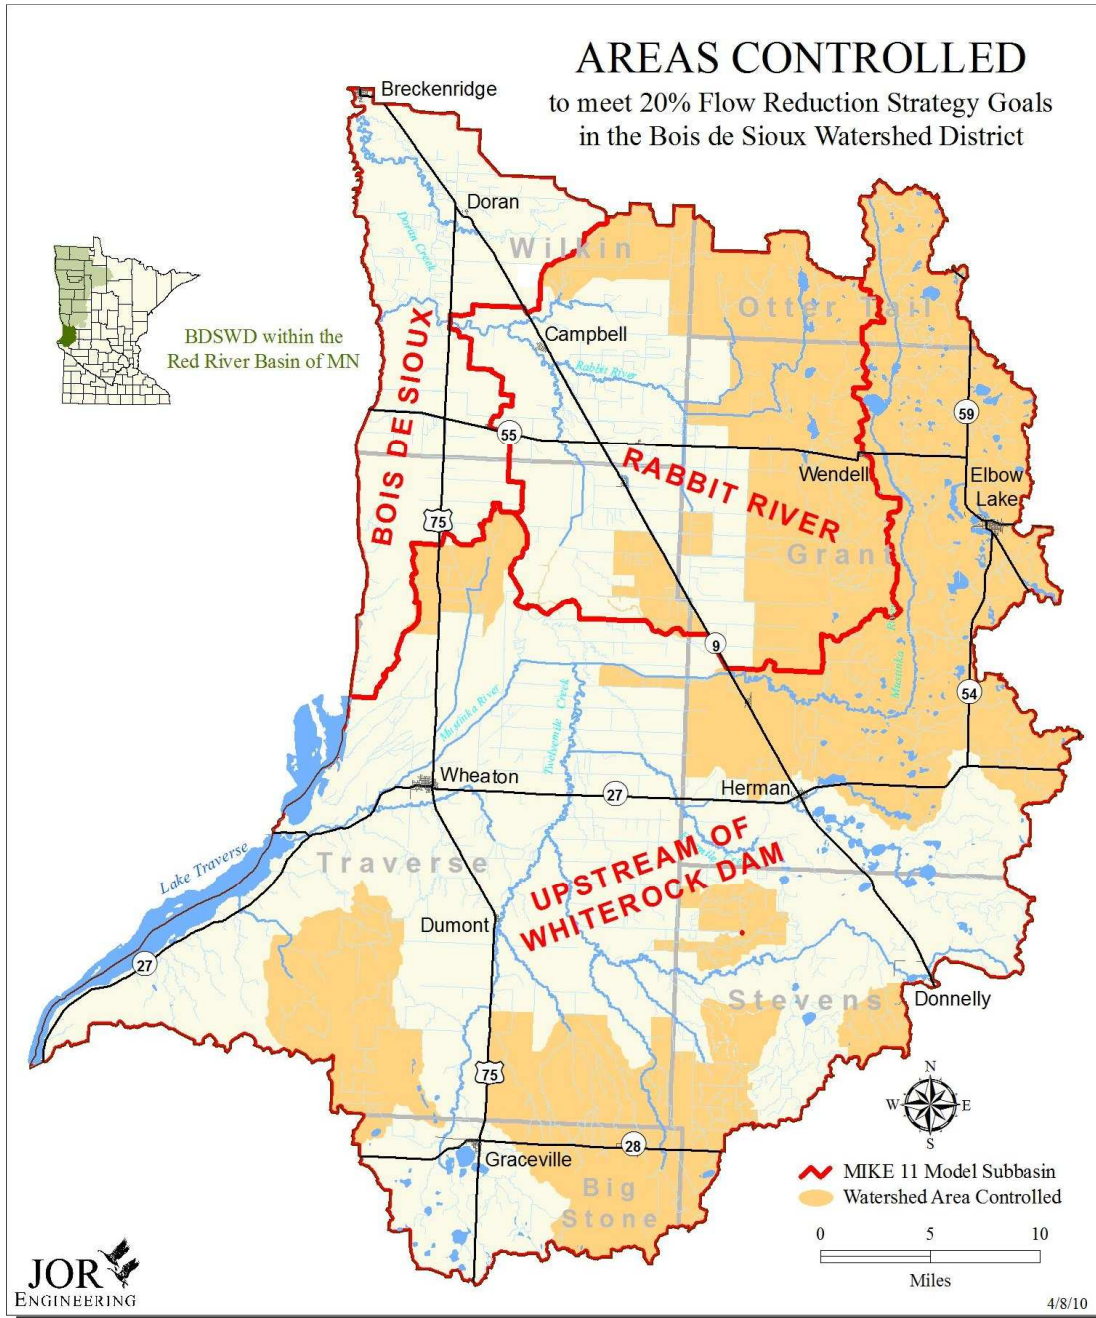 AREAS CONTROLLED
to meet 20% Flow Reduction Strategy Goals
in the Bois de Sioux Watershed District
Breckenridge
Doran
Doran Creek
Wilkin
Otter Tail
BDSWD within the
Red River Basin of MN
Campbell
Rabbit River
BOIS DE SIOUX
59
55
RABBIT RIVER
Wendell
Elbow
Lake
75
Grant
Mustinka
9
54
Mustinka River
Twelvemile Creek
Wheaton
27
Herman
Lake Traverse
Traverse
UPSTREAM OF
WHITEROCK DAM
Dumont
27
Stevens
Donnelly
75
28
Graceville
Big
Stone
N
W E
S
MIKE 11 Model Subbasin
Watershed Area Controlled
0 5 10
Miles
JOR
ENGINEERING
4/8/10